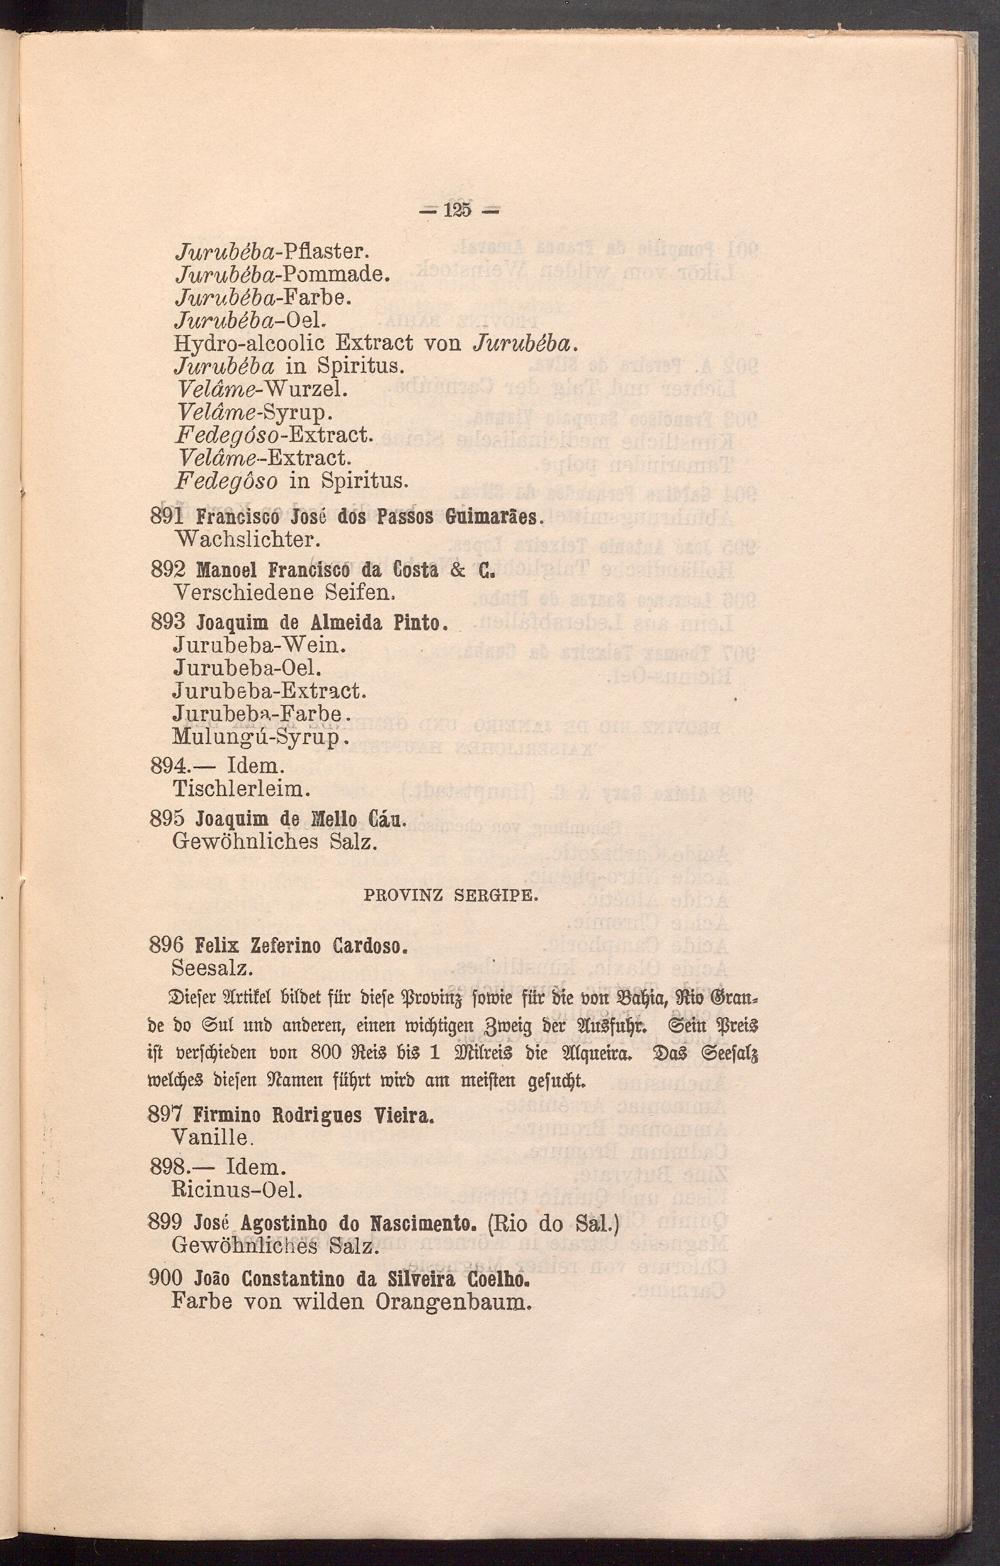 — 125 —
Jurubéba-Pflaster.
Jurubéba-Pommade.
Jurubéba-Farbe.
Jurubéba-Oel.
Hydro-alcoolic Extract von Jurubéba.
Jurubéba in Spiritus.
Velâme-Wurzel.
Velâme-Syrup.
Fedegóso-Extract.
Velâme-Extract.
Fedegôso in Spiritus.
891 Francisco José dos Passos Guimarães.
Wachslichter.
892 Manoel Francisco da Costa & C.
Verschiedene Seifen.
893 Joaquim de Almeida Pinto.
Jurubeba-Wein.
Jurubeba-Oel.
Jurubeba-Extract.
Jurubeba-Farbe.
Mulungú-Syrup.
894.— Idem.
Tischlerleim.
895 Joaquim de Mello Cáu.
Gewöhnliches Salz.
PROVINZ SERGIPE.
896 Felix Zeferino Cardoso.
Seesalz.
Dieser Artikel bildet für diese Provinz sowie für die von Bahia, Rio Gran-
de do Sul und anderen, einen wichtigen Zweig der Ausfuhr. Sein Preis
ist verschieden von 800 Reis bis 1 Milreis die Alqueira. Das Seesalz
welches diesen Namen führt wird am meisten gesucht.
897 Firmino Rodrigues Vieira.
Vanille.
898.— Idem.
Ricinus-Oel.
899 José Agostinho do Nascimento. (Rio do Sal.)
Gewöhnliches Salz.
900 João Constantino da Silveira Coelho.
Farbe von wilden Orangenbaum.